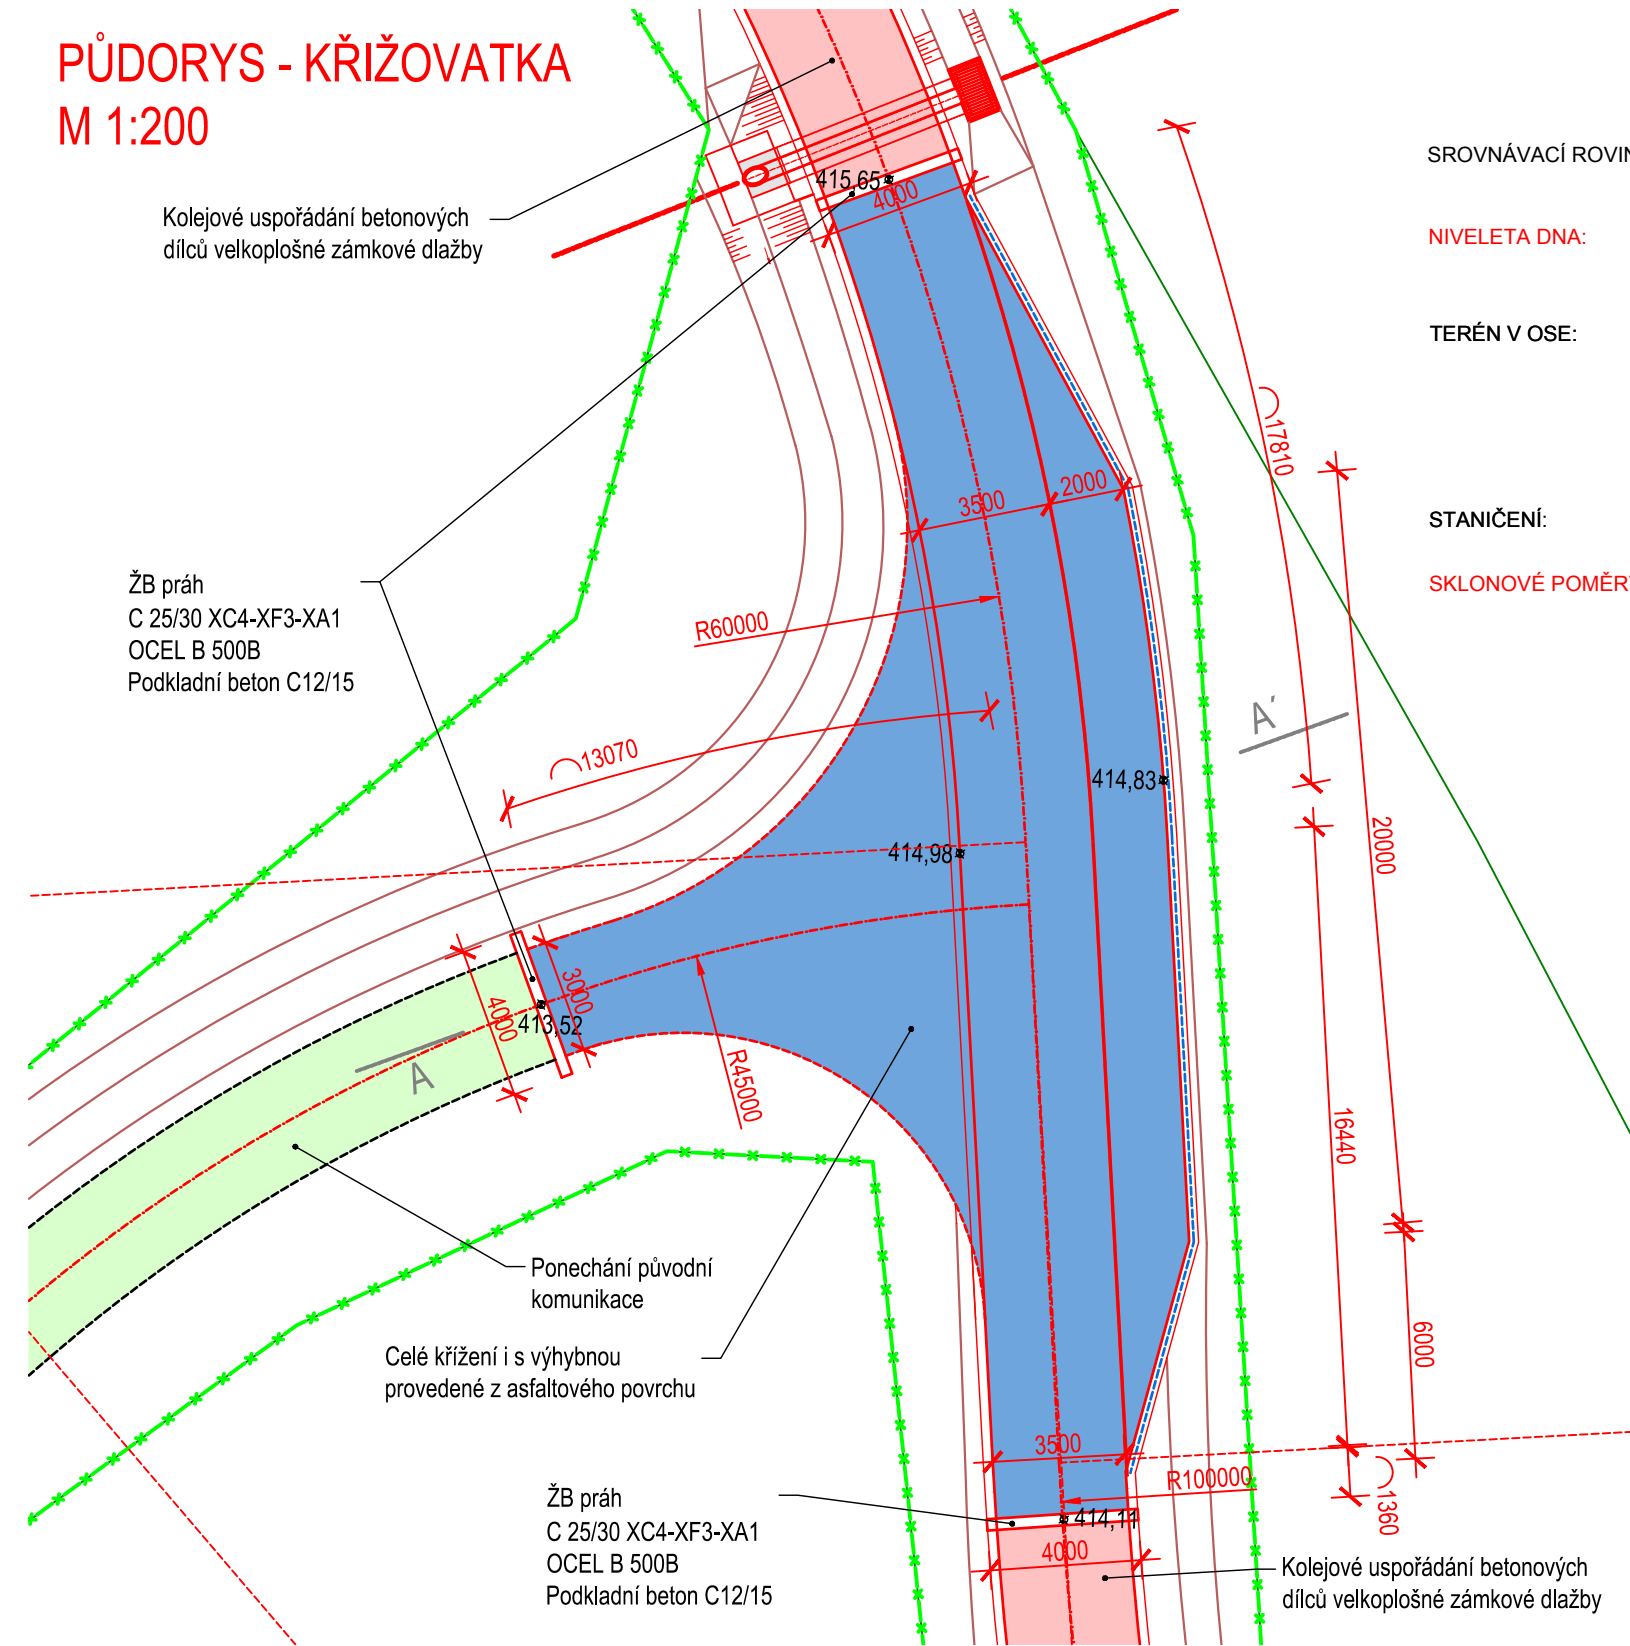 PŮDORYS - KŘIŽOVATKA
M 1:200
Kolejové uspořádání betonových
dílců velkoplošné zámkové dlažby
415,65
4000
SROVNÁVACÍ ROVIN
NIVELETA DNA:
TERÉN V OSE:
STANIČENÍ:
SKLONOVÉ POMĚRY
17810
3500
2000
ŽB práh
C 25/30 XC4-XF3-XA1
OCEL B 500B
Podkladní beton C12/15
R60000
13070
A´
414,83
414,98
20000
3000
4000
413,52
A
R45000
16440
Ponechání původní
komunikace
Celé křížení i s výhybnou
provedené z asfaltového povrchu
6000
3500
R100000
1360
ŽB práh
C 25/30 XC4-XF3-XA1
OCEL B 500B
Podkladní beton C12/15
414,11
4000
Kolejové uspořádání betonových
dílců velkoplošné zámkové dlažby